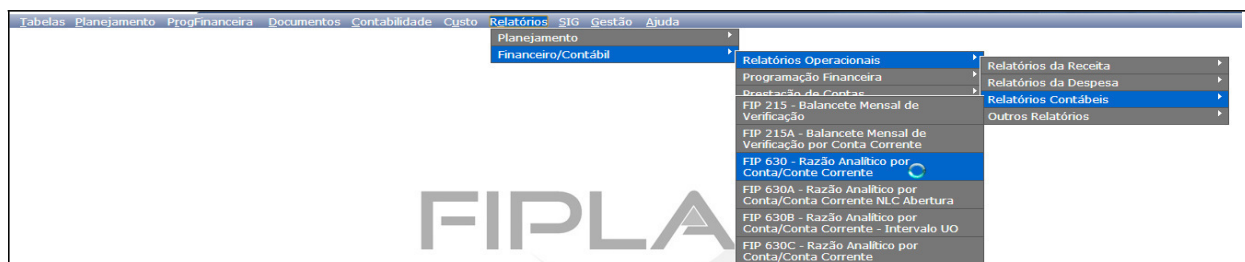 Tabelas Planejamento ProgFinanceira Documentos Contabilidade Custo Relatórios SIG Gestão Ajuda
Planejamento
Financeiro/Contábil
Relatórios Operacionais
Programação Financeira
Prestação de Contas
Relatórios da Receita
Relatórios da Despesa
Relatórios Contábeis
Outros Relatórios
FIP 215 - Balancete Mensal de
Verificação
FIP 215A - Balancete Mensal de
Verificação por Conta Corrente
FIP 630 - Razão Analítico por
Conta/Conte Corrente
FIP 630A - Razão Analítico por
Conta/Conta Corrente NLC Abertura
FIP 630B - Razão Analítico por
Conta/Conta Corrente - Intervalo UO
FIP 630C - Razão Analítico por
Conta/Conta Corrente
FIPLA